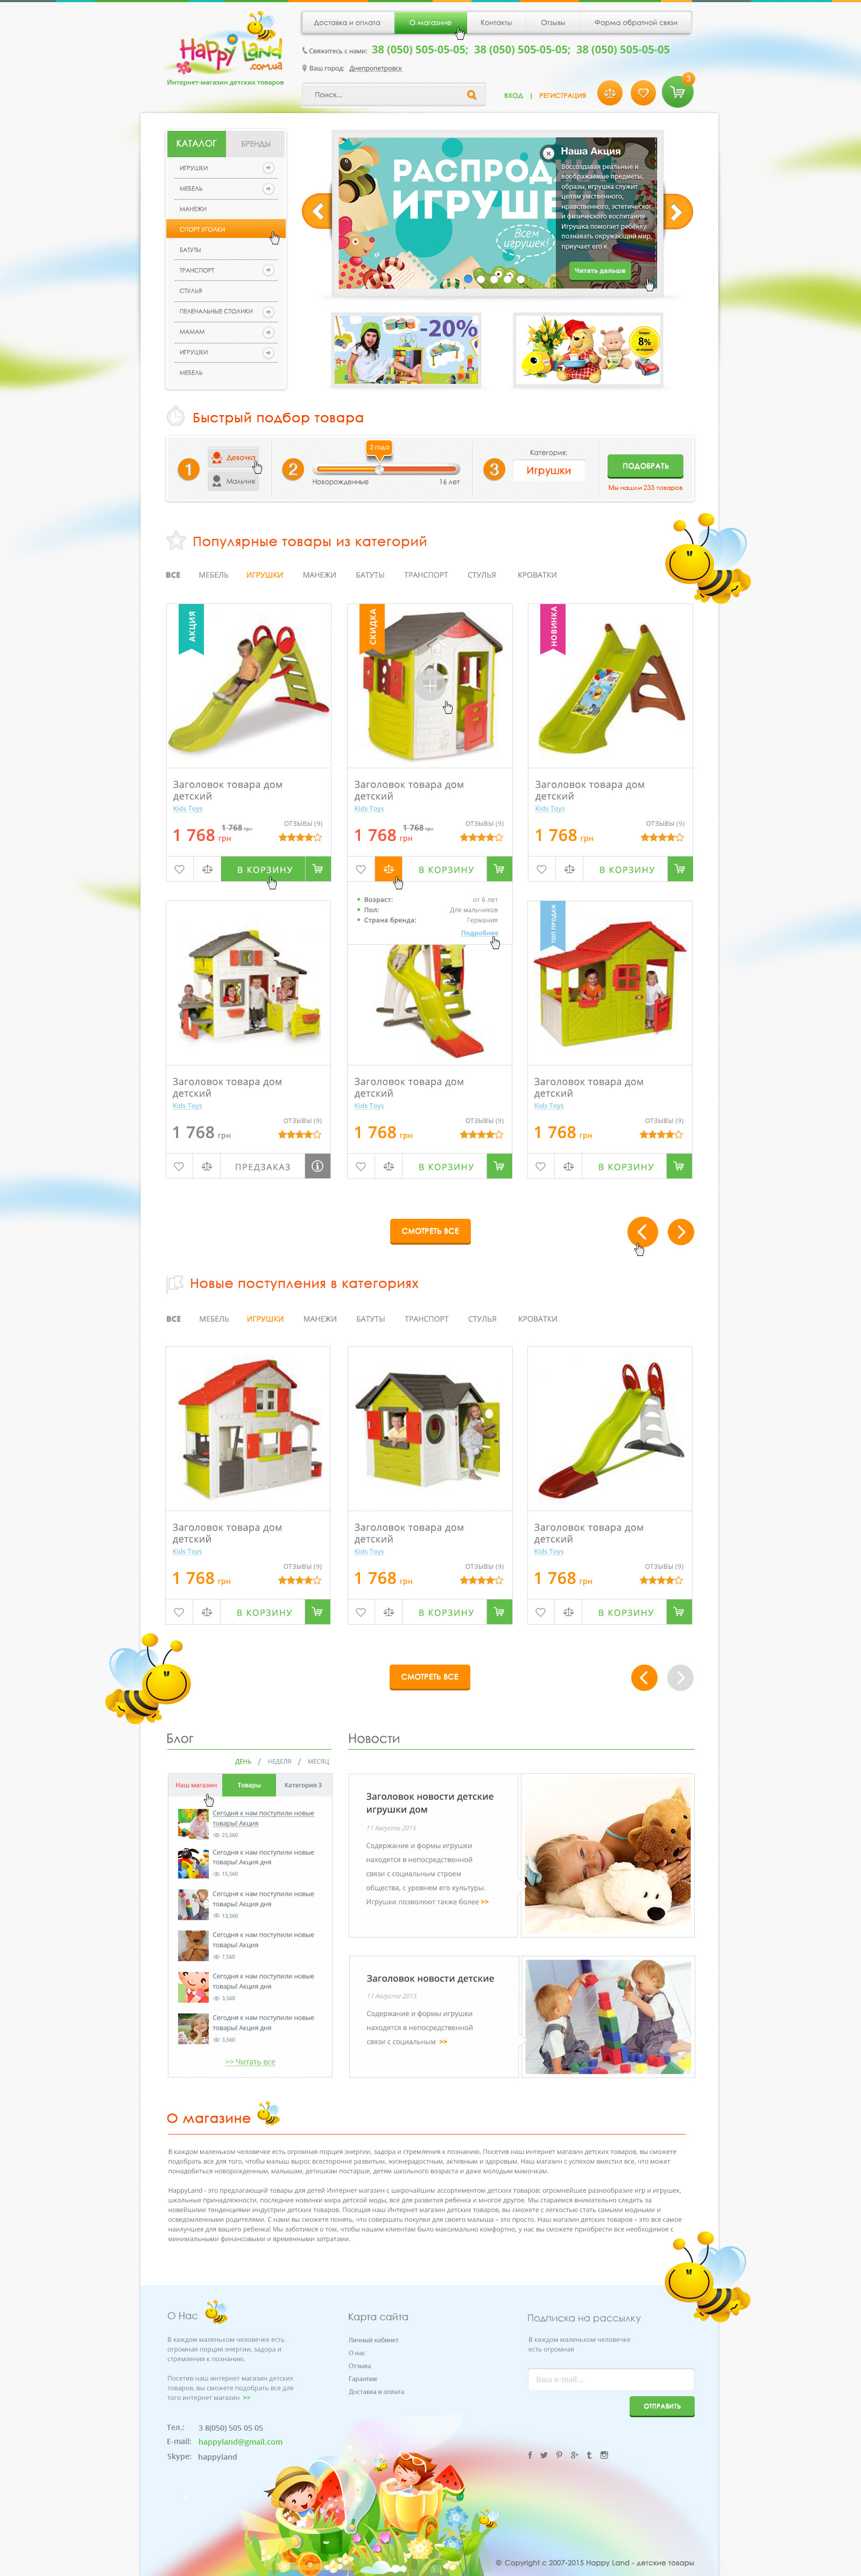 Доставка и оплата
О магазине
Контакты
Отзывы
Форма обратной связи
Happy Land
.com.ua
Интернет-магазин детских товаров
Свяжитесь с нами: 38 (050) 505-05-05; 38 (050) 505-05-05; 38 (050) 505-05-05
Ваш город: Днепропетровск
Поиск...
ВХОД | РЕГИСТРАЦИЯ
3
КАТАЛОГ
БРЕНДЫ
ИГРУШКИ
МЕБЕЛЬ
МАНЕЖИ
СПОРТ УГОЛКИ
БАТУТЫ
ТРАНСПОРТ
СТУЛЬЯ
ПЕЛЕНАЛЬНЫЕ СТОЛИКИ
МАМАМ
ИГРУШКИ
МЕБЕЛЬ
РАСПРОД
ИГРУШЕ
Всем
игрушек!
Наша Акция
Воссоздавая реальные и
воображаемые предметы,
образы, игрушка служит
целям умственного,
нравственного, эстетическог
и физического воспитания.
Игрушка помогает ребёнку
познавать окружающий мир,
приучает его к
Читать дальше
-20%
8%
Быстрый подбор товара
1
Девочка
Мальчик
2
2 года
Новорожденные
16 лет
3
Категория:
Игрушки
ПОДОБРАТЬ
Мы нашли 235 товаров
Популярные товары из категорий
ВСЕ МЕБЕЛЬ ИГРУШКИ МАНЕЖИ БАТУТЫ ТРАНСПОРТ СТУЛЬЯ КРОВАТКИ
АКЦИЯ
СКИДКА
НОВИНКА
Заголовок товара дом
детский
Kids Toys
1 768 грн
1 768 грн
ОТЗЫВЫ (9)
В КОРЗИНУ
Заголовок товара дом
детский
Kids Toys
1 768 грн
1 768 грн
ОТЗЫВЫ (9)
В КОРЗИНУ
Заголовок товара дом
детский
Kids Toys
ОТЗЫВЫ (9)
1 768 грн
В КОРЗИНУ
Возраст: от 6 лет
Пол: Для мальчиков
Страна бренда: Германия
Подробнее
ТОП ПРОДАЖ
Заголовок товара дом
детский
Kids Toys
ОТЗЫВЫ (9)
1 768 грн
ПРЕДЗАКАЗ
Заголовок товара дом
детский
Kids Toys
ОТЗЫВЫ (9)
1 768 грн
В КОРЗИНУ
Заголовок товара дом
детский
Kids Toys
ОТЗЫВЫ (9)
1 768 грн
В КОРЗИНУ
СМОТРЕТЬ ВСЕ
Новые поступления в категориях
ВСЕ МЕБЕЛЬ ИГРУШКИ МАНЕЖИ БАТУТЫ ТРАНСПОРТ СТУЛЬЯ КРОВАТКИ
Заголовок товара дом
детский
Kids Toys
ОТЗЫВЫ (9)
1 768 грн
В КОРЗИНУ
Заголовок товара дом
детский
Kids Toys
ОТЗЫВЫ (9)
1 768 грн
В КОРЗИНУ
Заголовок товара дом
детский
Kids Toys
ОТЗЫВЫ (9)
1 768 грн
В КОРЗИНУ
СМОТРЕТЬ ВСЕ
Блог
ДЕНЬ / НЕДЕЛЯ / МЕСЯЦ
Наш магазин
Товары
Категория 3
Сегодня к нам поступили новые
товары! Акция
25,560
Сегодня к нам поступили новые
товары! Акция дня
15,560
Сегодня к нам поступили новые
товары! Акция дня
13,560
Сегодня к нам поступили новые
товары! Акция
7,560
Сегодня к нам поступили новые
товары! Акция дня
3,560
Сегодня к нам поступили новые
товары! Акция дня
3,560
>> Читать все
Новости
Заголовок новости детские
игрушки дом
11 Августа 2015
Содержание и формы игрушки
находятся в непосредственной
связи с социальным строем
общества, с уровнем его культуры.
Игрушки позволяют также более >>
Заголовок новости детские
11 Августа 2015
Содержание и формы игрушки
находятся в непосредственной
связи с социальным >>
О магазине
В каждом маленьком человечке есть огромная порция энергии, задора и стремления к познанию. Посетив наш интернет магазин детских товаров, вы сможете
подобрать все для того, чтобы малыш вырос всесторонне развитым, жизнерадостным, активным и здоровым. Наш магазин с успехом вместил все, что может
понадобиться новорожденным, малышам, детишкам постарше, детям школьного возраста и даже молодым мамочкам.
HappyLand - это предлагающий товары для детей Интернет магазин с широчайшим ассортиментом детских товаров: огромнейшее разнообразие игр и игрушек,
школьные принадлежности, последние новинки мира детской моды, всё для развития ребенка и многое другое. Мы стараемся внимательно следить за
новейшими тенденциями индустрии детских товаров. Посещая наш Интернет магазин детских товаров, вы сможете с легкостью стать самыми модными и
осведомленными родителями. С нами вы сможете понять, что совершать покупки для своего малыша – это просто. Наш магазин детских товаров – это все самое
наилучшее для вашего ребенка! Мы заботимся о том, чтобы нашим клиентам было максимально комфортно, у нас вы сможете приобрести все необходимое с
минимальными финансовыми и временными затратами.
О Нас
В каждом маленьком человечке есть
огромная порция энергии, задора и
стремления к познанию.
Посетив наш интернет магазин детских
товаров, вы сможете подобрать все для
того интернет магазин >>
Тел.: 3 8(050) 505 05 05
E-mail: happyland@gmail.com
Skype: happyland
Карта сайта
Личный кабинет
О нас
Отзыва
Гарантии
Доставка и оплата
Подписка на рассылку
В каждом маленьком человечке
есть огромная
Ваш e-mail...
ОТПРАВИТЬ
© Copyright с 2007-2015 Happy Land - детские товары